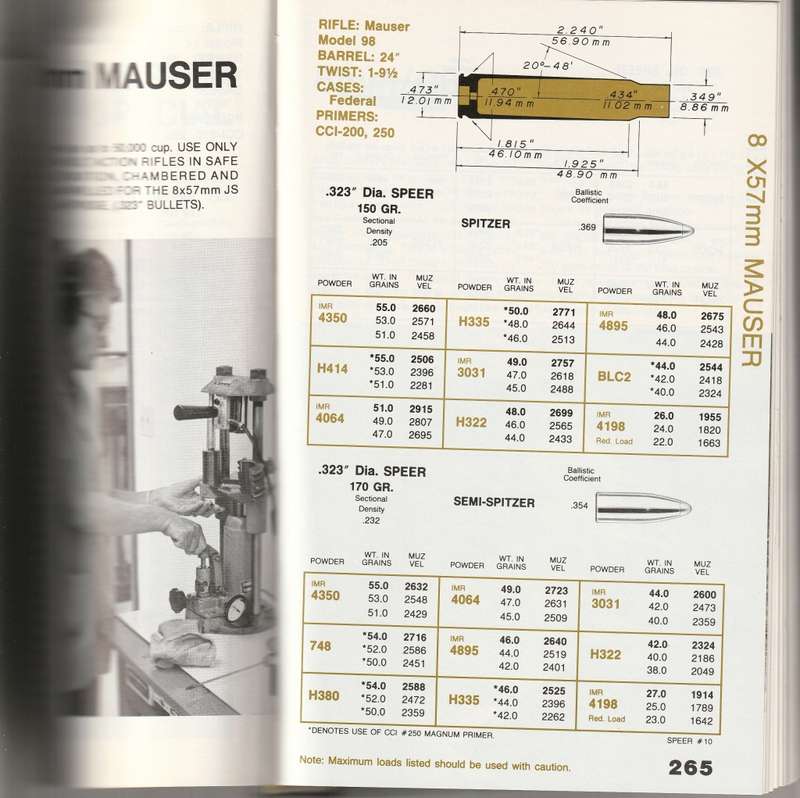 MAUSER
50,000 cup. USE ONLY
RIFLES IN SAFE
CHAMBERED AND
FOR THE 8x57mm JS
(.323" BULLETS).
RIFLE: Mauser
Model 98
BARREL: 24"
TWIST: 1-9½
CASES:
Federal
PRIMERS:
CCI-200, 250
2.240"
56.90 mm
20°-48'
.473"
12.01 mm
.470"
11.94 mm
.434"
11.02 mm
.349"
8.86 mm
1.815"
46.10 mm
1.925"
48.90 mm
8 X57mm MAUSER
.323" Dia. SPEER
150 GR.
Sectional
Density
.205
SPITZER
Ballistic
Coefficient
.369
POWDER WT. IN GRAINS MUZ VEL POWDER WT. IN GRAINS MUZ VEL POWDER WT. IN GRAINS MUZ VEL
IMR 4350 55.0 2660 H335 *50.0 2771 IMR 4895 48.0 2675
53.0 2571 *48.0 2644 46.0 2543
51.0 2458 *46.0 2513 44.0 2428
H414 *55.0 2506 IMR 3031 49.0 2757 BLC2 *44.0 2544
*53.0 2396 47.0 2618 *42.0 2418
*51.0 2281 45.0 2488 *40.0 2324
IMR 4064 51.0 2915 H322 48.0 2699 IMR 4198 26.0 1955
49.0 2807 46.0 2565 24.0 1820
47.0 2695 44.0 2433 Red. Load 22.0 1663
.323" Dia. SPEER
170 GR.
Sectional
Density
.232
SEMI-SPITZER
Ballistic
Coefficient
.354
POWDER WT. IN GRAINS MUZ VEL POWDER WT. IN GRAINS MUZ VEL POWDER WT. IN GRAINS MUZ VEL
IMR 4350 55.0 2632 IMR 4064 49.0 2723 IMR 3031 44.0 2600
53.0 2548 47.0 2631 42.0 2473
51.0 2429 45.0 2509 40.0 2359
748 *54.0 2716 IMR 4895 46.0 2640 H322 42.0 2324
*52.0 2586 44.0 2519 40.0 2186
*50.0 2451 42.0 2401 38.0 2049
H380 *54.0 2588 H335 *46.0 2525 IMR 4198 27.0 1914
*52.0 2472 *44.0 2396 25.0 1789
*50.0 2359 *42.0 2262 Red. Load 23.0 1642
*DENOTES USE OF CCI #250 MAGNUM PRIMER.
SPEER #10
Note: Maximum loads listed should be used with caution.
265